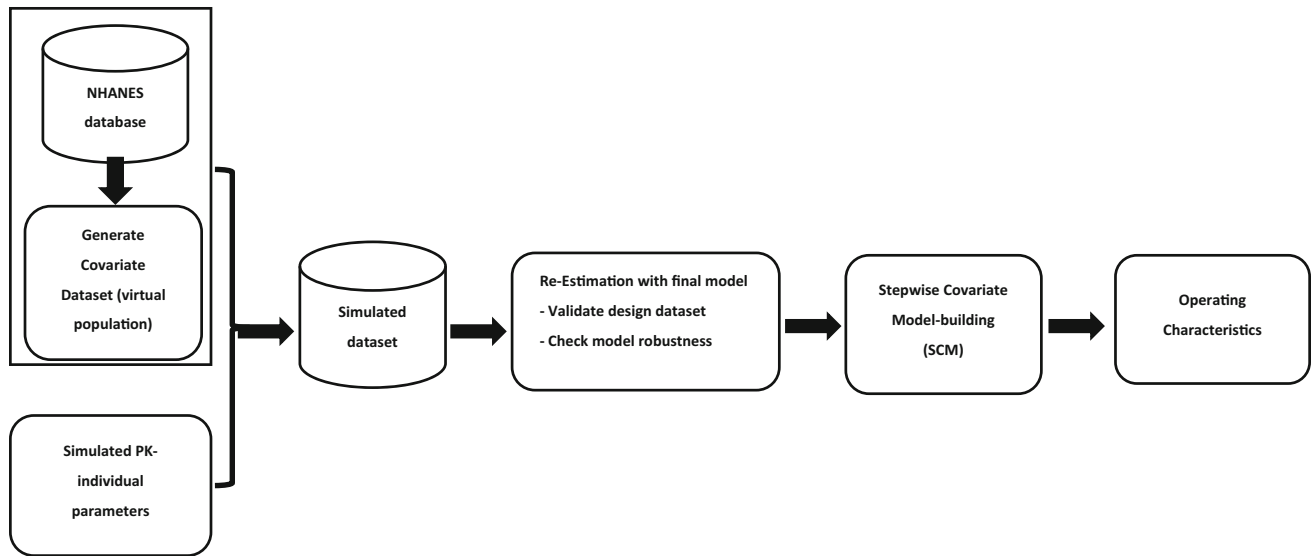 NHANES
database
Generate
Covariate
Dataset (virtual
population)
Simulated PK-
individual
parameters
Simulated
dataset
Re-Estimation with final model
- Validate design dataset
- Check model robustness
Stepwise Covariate
Model-building
(SCM)
Operating
Characteristics